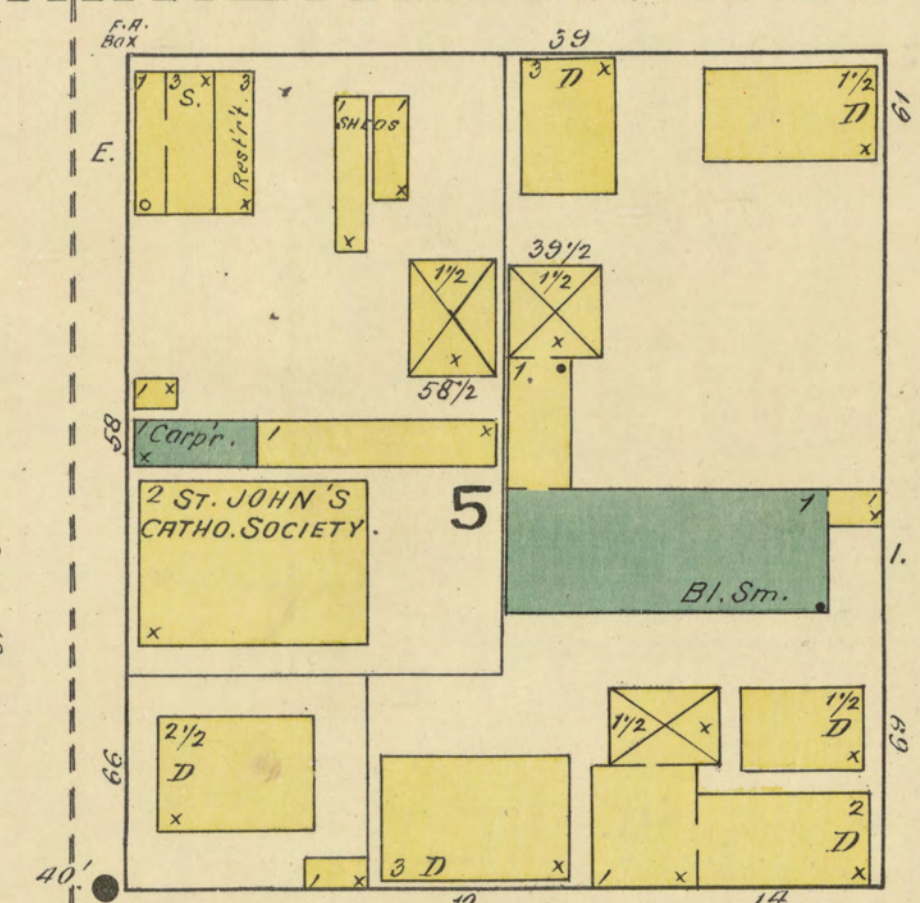 F.A.
BOX
39
1 3 x 3
S.
Restr't.
x
E.
1 1
SHEDS
x
x
3 D x
1½
D
x
61
39½
1½
x
1½
x
58½
1.
1 x
58
1 Carp'r.
x
1 x
2 ST. JOHN'S
CATHO. SOCIETY.
x
5
1
Bl. Sm.
1
x
1.
66
2½
D
x
1 x
3 D x
1½ x
1½
D
x
69
2
D
x
1 x
40'
14